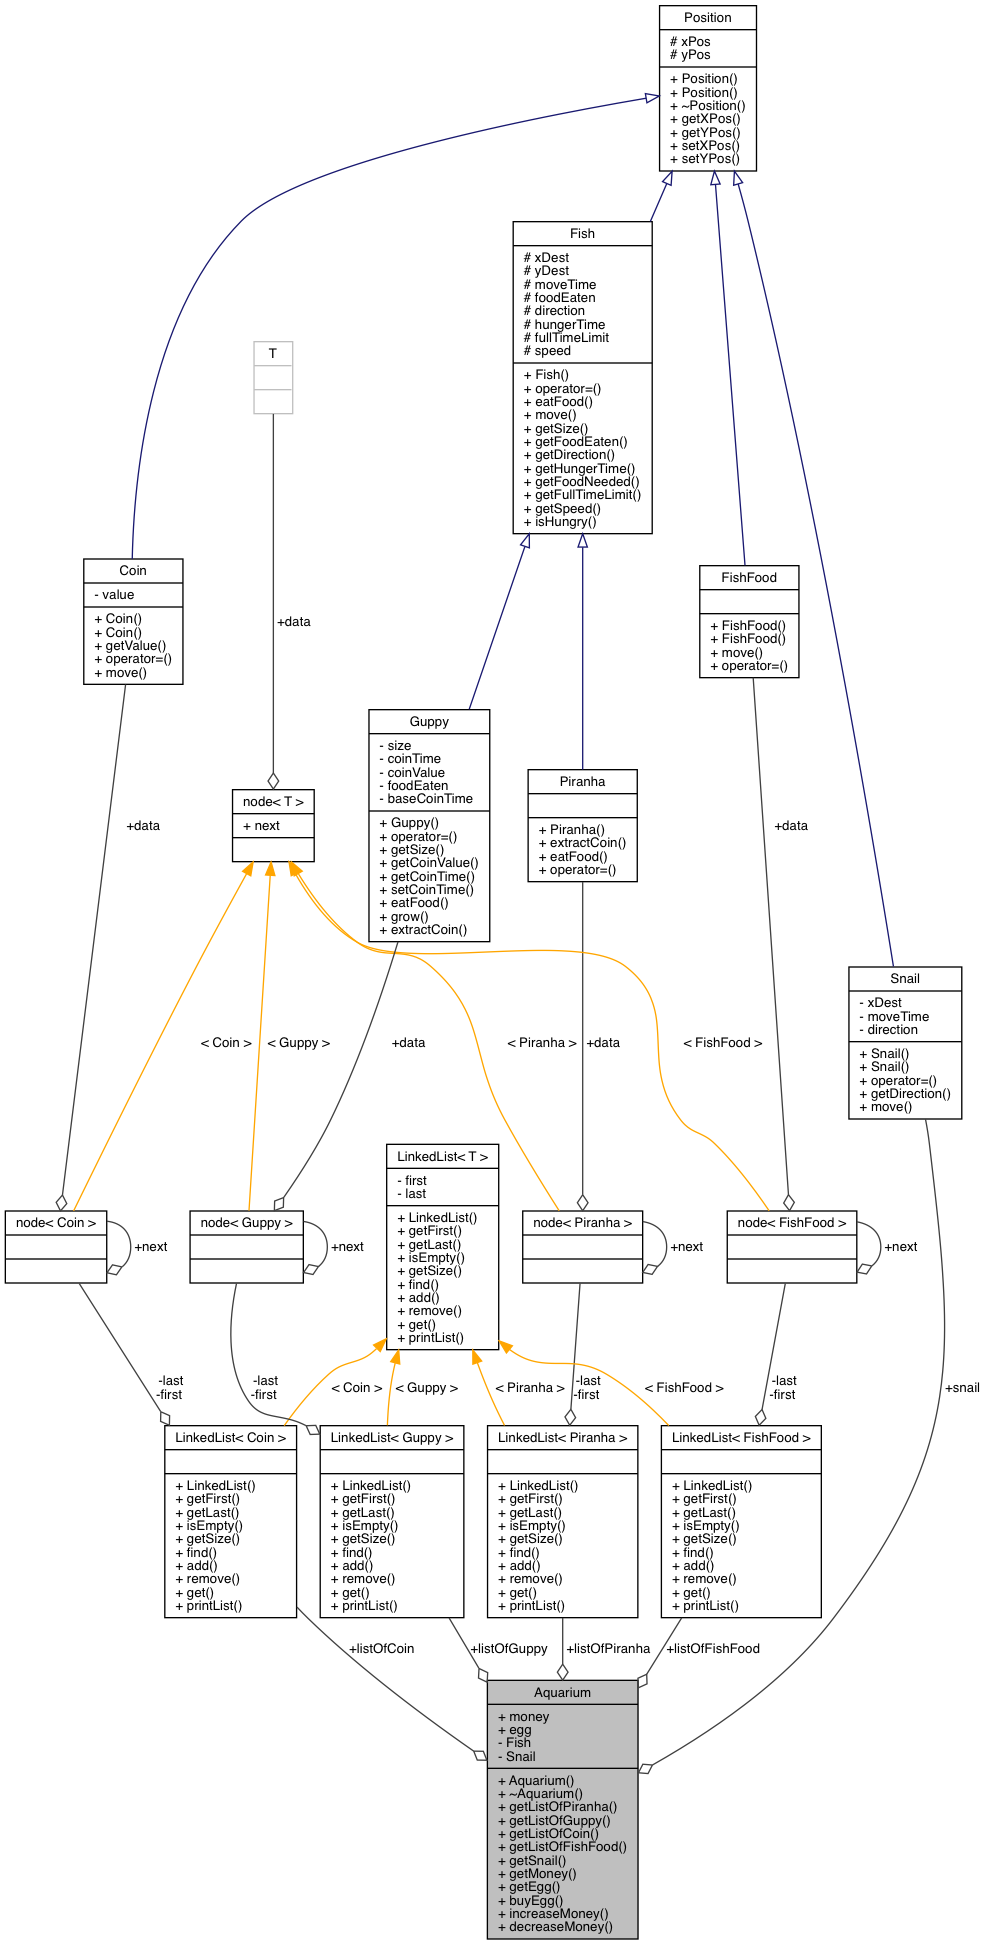 Position
# xPos
# yPos
+ Position()
+ Position()
+ ~Position()
+ getXPos()
+ getYPos()
+ setXPos()
+ setYPos()
Fish
# xDest
# yDest
# moveTime
# foodEaten
# direction
# hungerTime
# fullTimeLimit
# speed
+ Fish()
+ operator=()
+ eatFood()
+ move()
+ getSize()
+ getFoodEaten()
+ getDirection()
+ getHungerTime()
+ getFoodNeeded()
+ getFullTimeLimit()
+ getSpeed()
+ isHungry()
T
+data
Coin
- value
+ Coin()
+ Coin()
+ getValue()
+ operator=()
+ move()
FishFood
+ FishFood()
+ FishFood()
+ move()
+ operator=()
Guppy
- size
- coinTime
- coinValue
- foodEaten
- baseCoinTime
+ Guppy()
+ operator=()
+ getSize()
+ getCoinValue()
+ getCoinTime()
+ setCoinTime()
+ eatFood()
+ grow()
+ extractCoin()
Piranha
+ Piranha()
+ extractCoin()
+ eatFood()
+ operator=()
node< T >
+ next
+data
+data
Snail
- xDest
- moveTime
- direction
+ Snail()
+ Snail()
+ operator=()
+ getDirection()
+ move()
< Coin >
< Guppy >
+data
< Piranha >
+data
< FishFood >
LinkedList< T >
- first
- last
+ LinkedList()
+ getFirst()
+ getLast()
+ isEmpty()
+ getSize()
+ find()
+ add()
+ remove()
+ get()
+ printList()
node< Coin >
+next
node< Guppy >
+next
node< Piranha >
+next
node< FishFood >
+next
-last
-first
-last
-first
< Coin >
< Guppy >
< Piranha >
-last
-first
< FishFood >
-last
-first
+snail
LinkedList< Coin >
+ LinkedList()
+ getFirst()
+ getLast()
+ isEmpty()
+ getSize()
+ find()
+ add()
+ remove()
+ get()
+ printList()
LinkedList< Guppy >
+ LinkedList()
+ getFirst()
+ getLast()
+ isEmpty()
+ getSize()
+ find()
+ add()
+ remove()
+ get()
+ printList()
LinkedList< Piranha >
+ LinkedList()
+ getFirst()
+ getLast()
+ isEmpty()
+ getSize()
+ find()
+ add()
+ remove()
+ get()
+ printList()
LinkedList< FishFood >
+ LinkedList()
+ getFirst()
+ getLast()
+ isEmpty()
+ getSize()
+ find()
+ add()
+ remove()
+ get()
+ printList()
+listOfCoin
+listOfGuppy
+listOfPiranha
+listOfFishFood
Aquarium
+ money
+ egg
- Fish
- Snail
+ Aquarium()
+ ~Aquarium()
+ getListOfPiranha()
+ getListOfGuppy()
+ getListOfCoin()
+ getListOfFishFood()
+ getSnail()
+ getMoney()
+ getEgg()
+ buyEgg()
+ increaseMoney()
+ decreaseMoney()